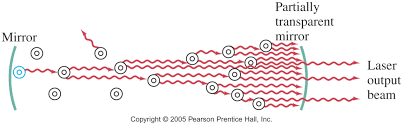 Partially
transparent
mirror
Mirror
Laser
output
beam
Copyright © 2005 Pearson Prentice Hall, Inc.